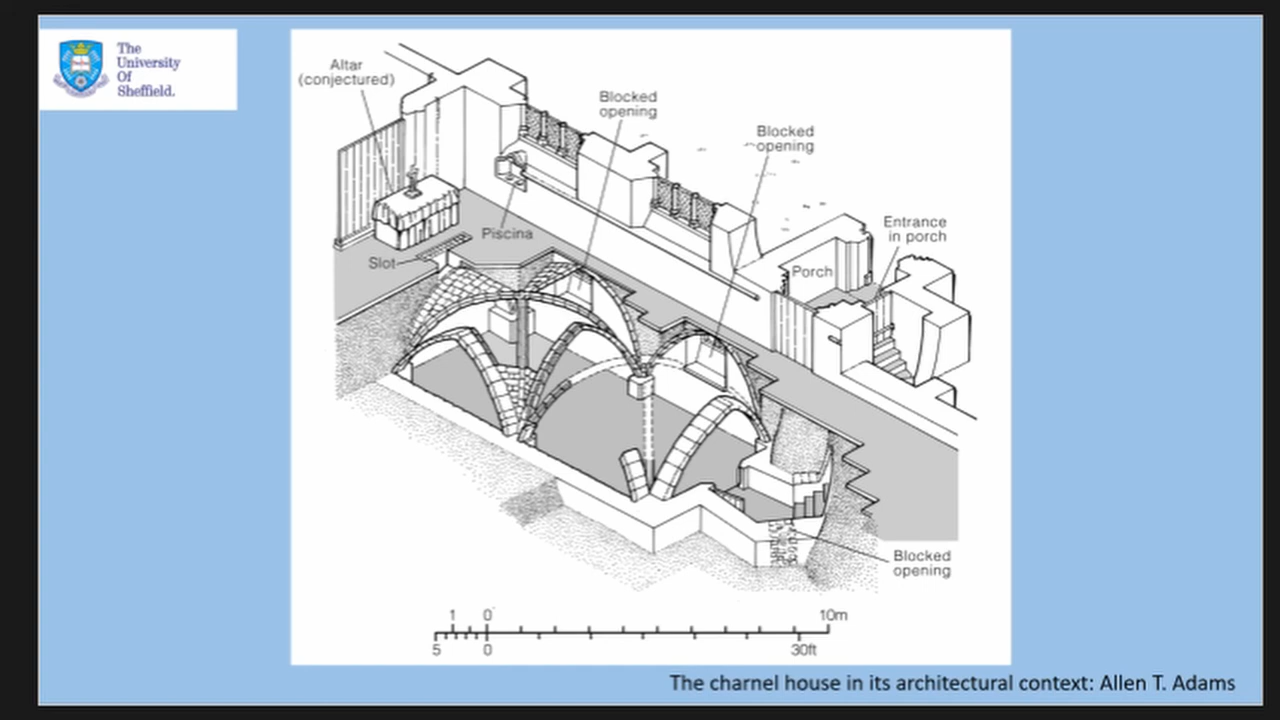 The
University
Of
Sheffield.
Altar
(conjectured)
Blocked
opening
Blocked
opening
Entrance
in porch
Piscina
Porch
Slot
Blocked
opening
1 0 10m
5 0 30ft
The charnel house in its architectural context: Allen T. Adams